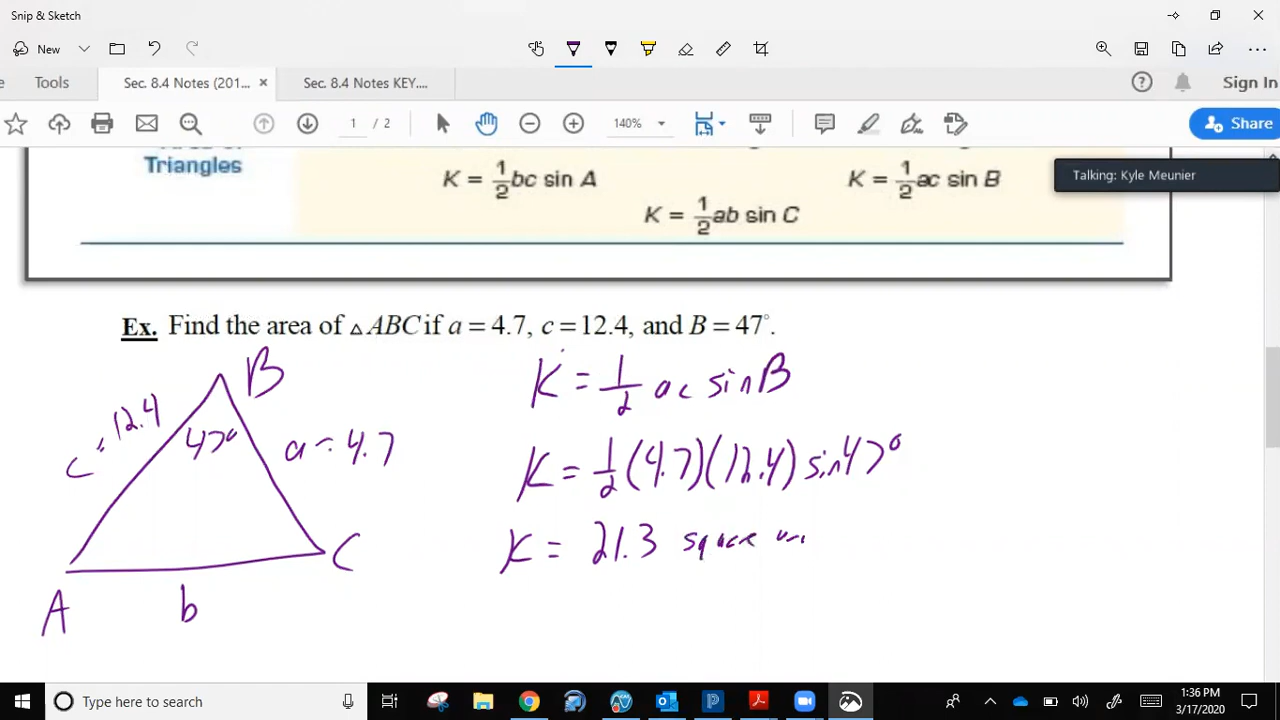 Snip & Sketch
New
Tools
Sec. 8.4 Notes (201...
Sec. 8.4 Notes KEY....
Sign In
1 / 2
140%
Share
Triangles
K = 1/2 bc sin A
K = 1/2 ac sin B
K = 1/2 ab sin C
Talking: Kyle Meunier
Ex. Find the area of △ABC if a = 4.7, c = 12.4, and B = 47°.
B
c = 12.4
47°
a = 4.7
A
b
C
K = 1/2 ac sin B
K = 1/2 (4.7)(12.4) sin 47°
K = 21.3 square un
Type here to search
1:36 PM
3/17/2020